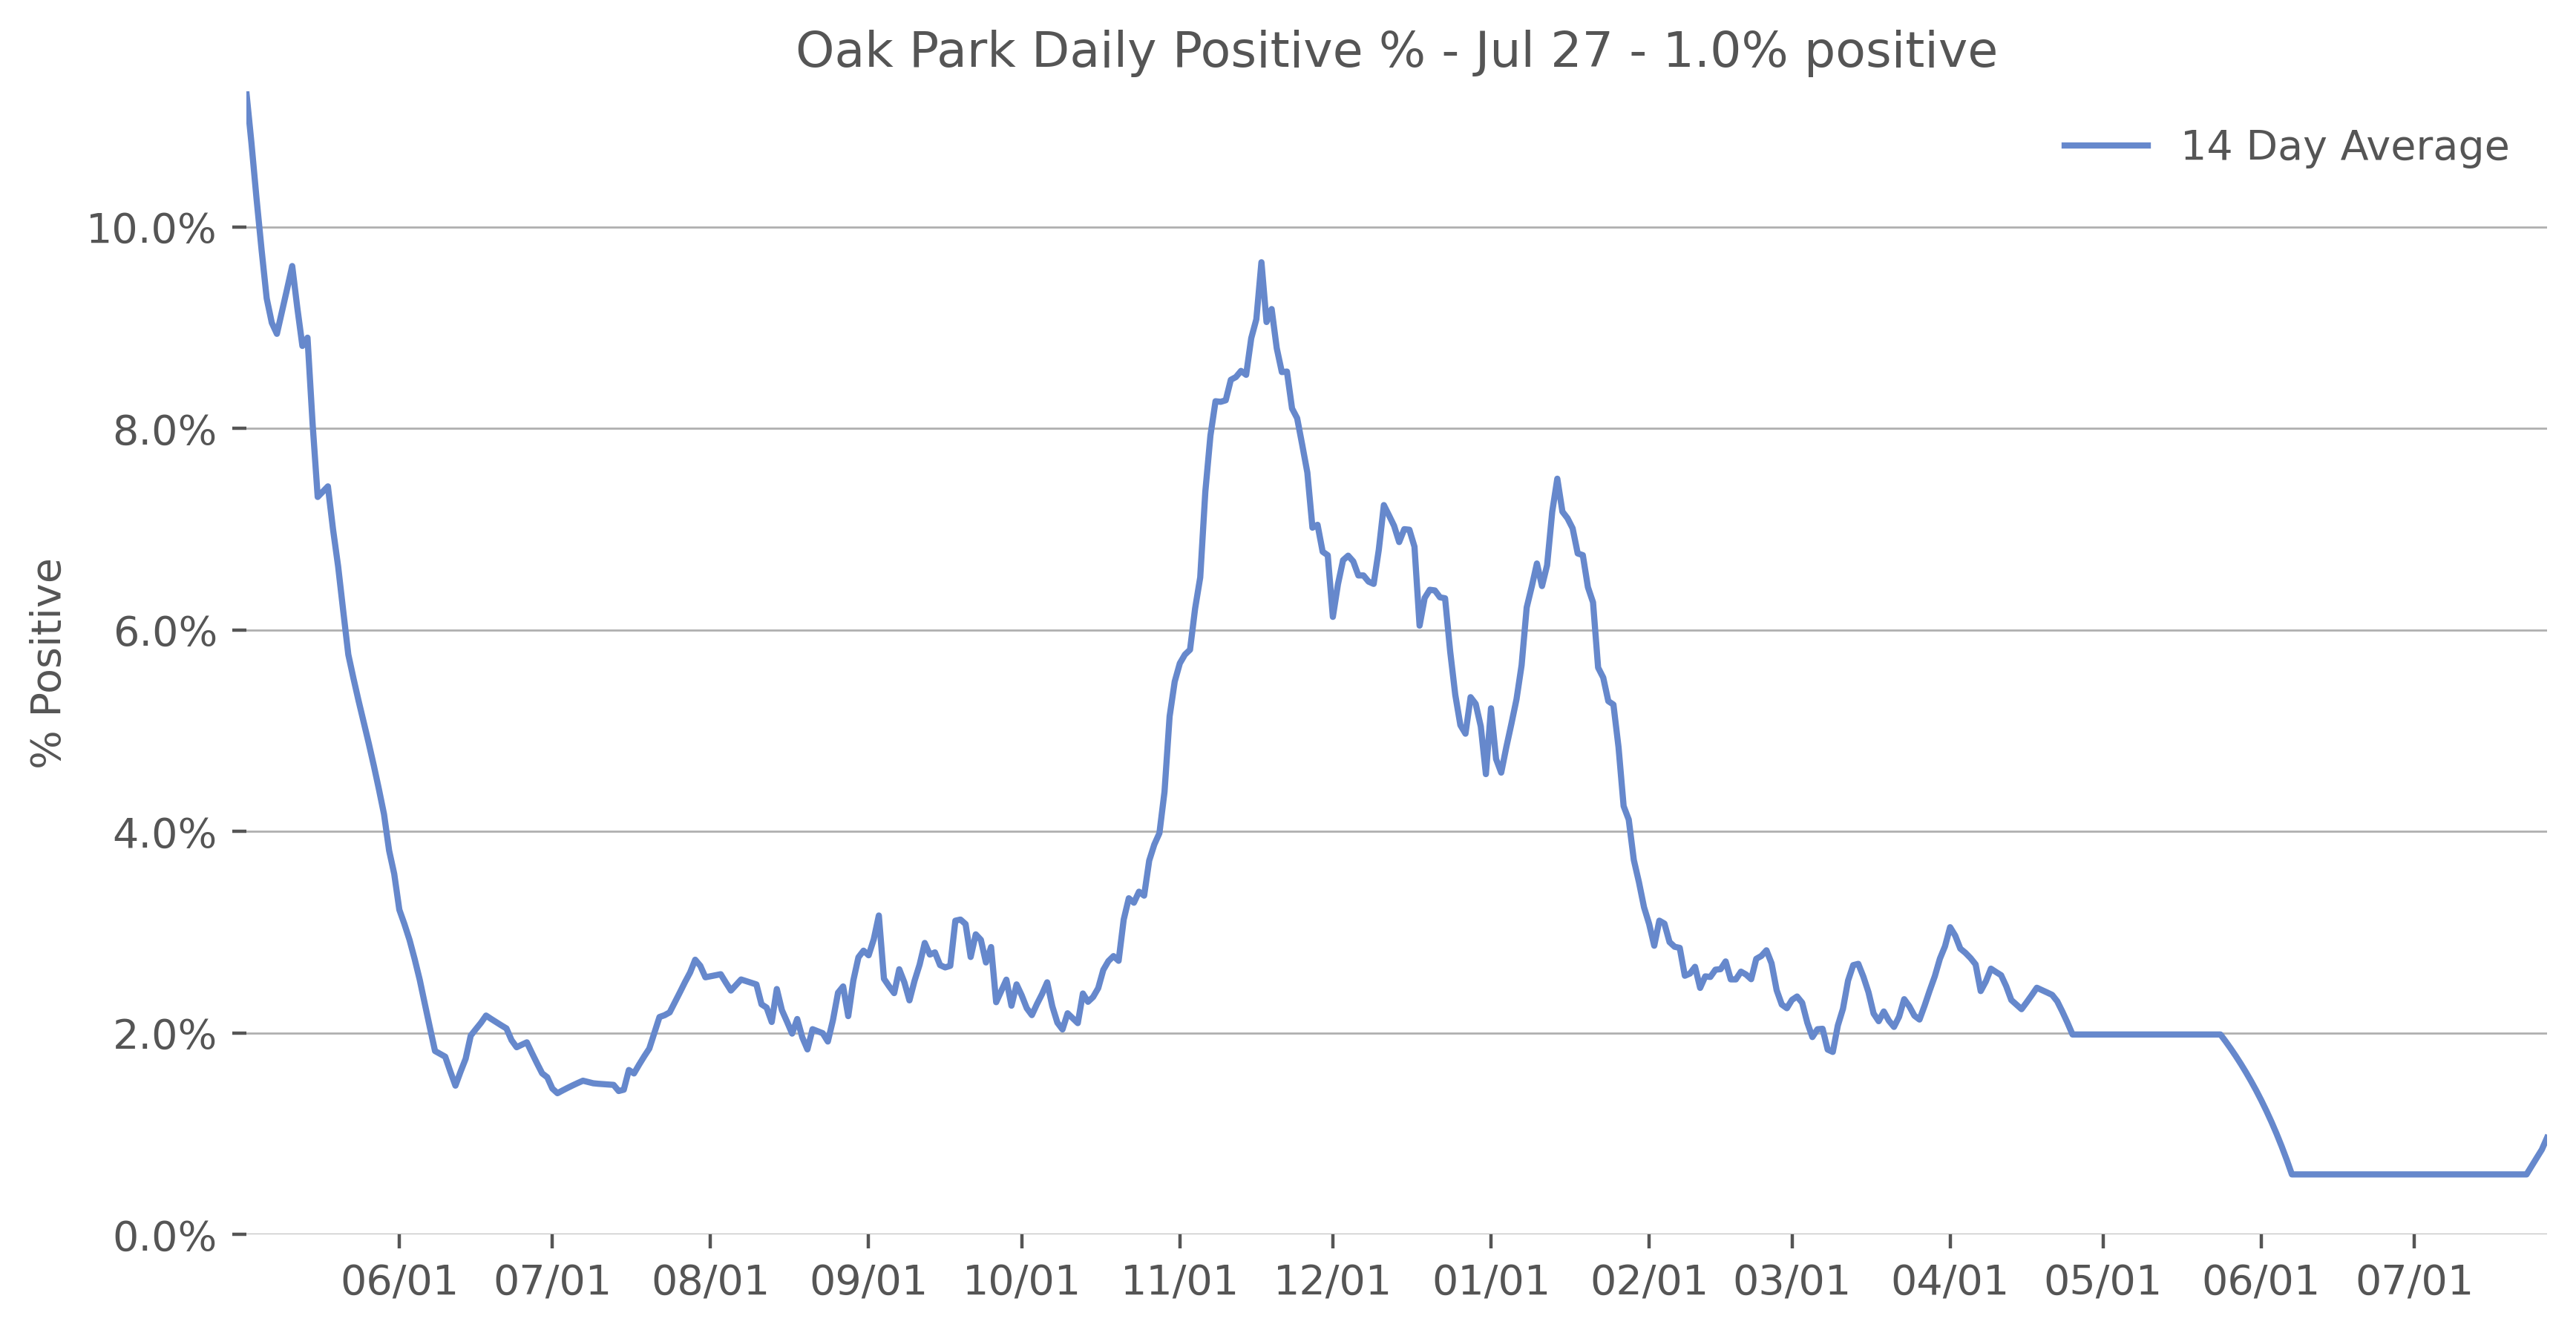 Oak Park Daily Positive % - Jul 27 - 1.0% positive
14 Day Average
10.0%
8.0%
6.0%
4.0%
2.0%
0.0%
% Positive
06/01 07/01 08/01 09/01 10/01 11/01 12/01 01/01 02/01 03/01 04/01 05/01 06/01 07/01